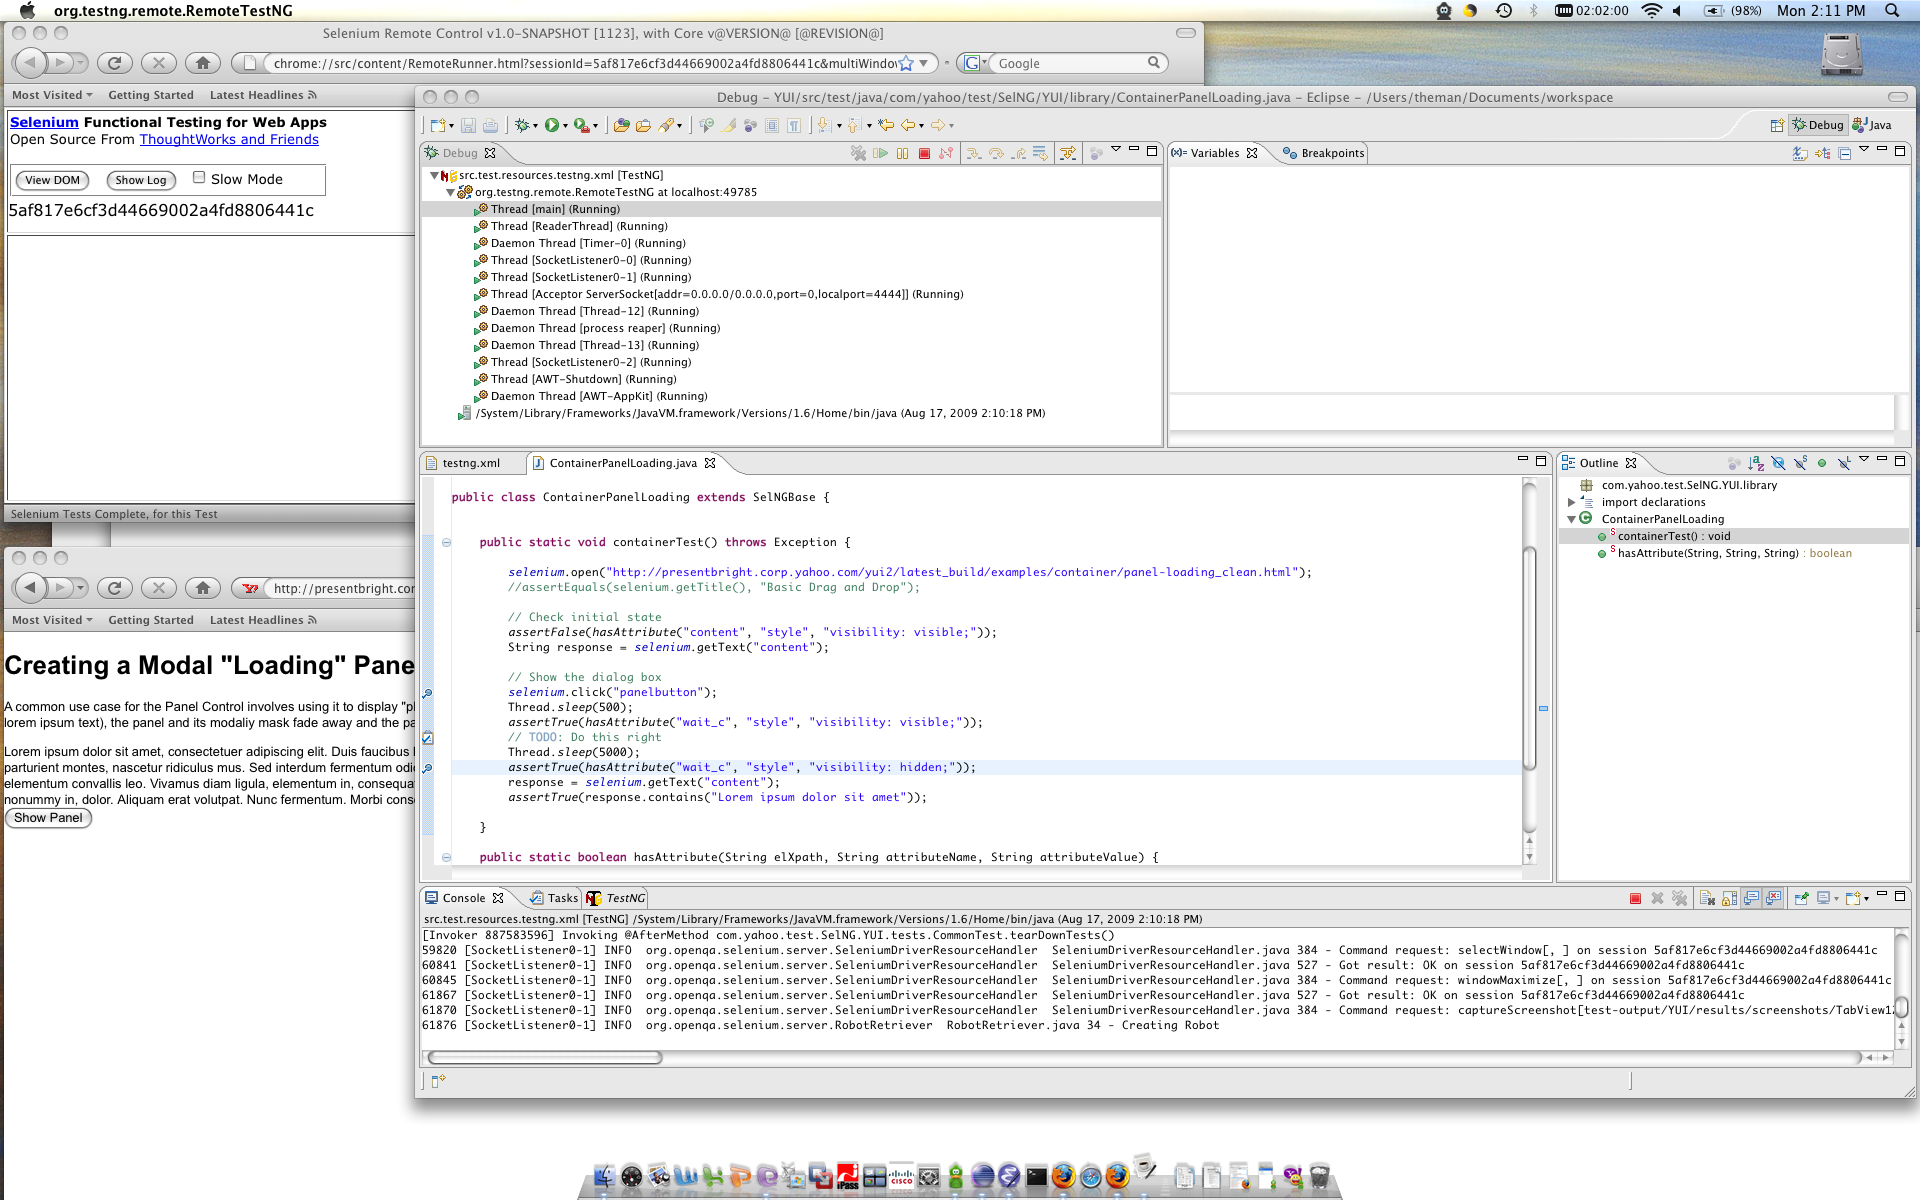 org.testng.remote.RemoteTestNG
02:02:00
(98%)
Mon 2:11 PM
Selenium Remote Control v1.0-SNAPSHOT [1123], with Core v@VERSION@ [@REVISION@]
chrome://src/content/RemoteRunner.html?sessionId=5af817e6cf3d44669002a4fd8806441c&multiWindo
Google
Most Visited
Getting Started
Latest Headlines
Selenium Functional Testing for Web Apps
Open Source From ThoughtWorks and Friends
View DOM
Show Log
Slow Mode
5af817e6cf3d44669002a4fd8806441c
Selenium Tests Complete, for this Test
http://presentbright.cor
Most Visited
Getting Started
Latest Headlines
Creating a Modal "Loading" Pane
A common use case for the Panel Control involves using it to display "pl
lorem ipsum text), the panel and its modaliy mask fade away and the pa
Lorem ipsum dolor sit amet, consectetuer adipiscing elit. Duis faucibus
parturient montes, nascetur ridiculus mus. Sed interdum fermentum odi
elementum convallis leo. Vivamus diam ligula, elementum in, consequa
nonummy in, dolor. Aliquam erat volutpat. Nunc fermentum. Morbi cons
Show Panel
Debug - YUI/src/test/java/com/yahoo/test/SelNG/YUI/library/ContainerPanelLoading.java - Eclipse - /Users/theman/Documents/workspace
Debug
Java
Debug
src.test.resources.testng.xml [TestNG]
org.testng.remote.RemoteTestNG at localhost:49785
Thread [main] (Running)
Thread [ReaderThread] (Running)
Daemon Thread [Timer-0] (Running)
Thread [SocketListener0-0] (Running)
Thread [SocketListener0-1] (Running)
Thread [Acceptor ServerSocket[addr=0.0.0.0/0.0.0.0,port=0,localport=4444]] (Running)
Daemon Thread [Thread-12] (Running)
Daemon Thread [process reaper] (Running)
Daemon Thread [Thread-13] (Running)
Thread [SocketListener0-2] (Running)
Thread [AWT-Shutdown] (Running)
Daemon Thread [AWT-AppKit] (Running)
/System/Library/Frameworks/JavaVM.framework/Versions/1.6/Home/bin/java (Aug 17, 2009 2:10:18 PM)
(x)= Variables
Breakpoints
testng.xml
ContainerPanelLoading.java
public class ContainerPanelLoading extends SelNGBase {
public static void containerTest() throws Exception {
selenium.open("http://presentbright.corp.yahoo.com/yui2/latest_build/examples/container/panel-loading_clean.html");
//assertEquals(selenium.getTitle(), "Basic Drag and Drop");
// Check initial state
assertFalse(hasAttribute("content", "style", "visibility: visible;"));
String response = selenium.getText("content");
// Show the dialog box
selenium.click("panelbutton");
Thread.sleep(500);
assertTrue(hasAttribute("wait_c", "style", "visibility: visible;"));
// TODO: Do this right
Thread.sleep(5000);
assertTrue(hasAttribute("wait_c", "style", "visibility: hidden;"));
response = selenium.getText("content");
assertTrue(response.contains("Lorem ipsum dolor sit amet"));
}
public static boolean hasAttribute(String elXpath, String attributeName, String attributeValue) {
Outline
com.yahoo.test.SelNG.YUI.library
import declarations
ContainerPanelLoading
containerTest() : void
hasAttribute(String, String, String) : boolean
Console
Tasks
TestNG
src.test.resources.testng.xml [TestNG] /System/Library/Frameworks/JavaVM.framework/Versions/1.6/Home/bin/java (Aug 17, 2009 2:10:18 PM)
[Invoker 887583596] Invoking @AfterMethod com.yahoo.test.SelNG.YUI.tests.CommonTest.tearDownTests()
59820 [SocketListener0-1] INFO  org.openqa.selenium.server.SeleniumDriverResourceHandler  SeleniumDriverResourceHandler.java 384 - Command request: selectWindow[, ] on session 5af817e6cf3d44669002a4fd8806441c
60841 [SocketListener0-1] INFO  org.openqa.selenium.server.SeleniumDriverResourceHandler  SeleniumDriverResourceHandler.java 527 - Got result: OK on session 5af817e6cf3d44669002a4fd8806441c
60845 [SocketListener0-1] INFO  org.openqa.selenium.server.SeleniumDriverResourceHandler  SeleniumDriverResourceHandler.java 384 - Command request: windowMaximize[, ] on session 5af817e6cf3d44669002a4fd8806441c
61867 [SocketListener0-1] INFO  org.openqa.selenium.server.SeleniumDriverResourceHandler  SeleniumDriverResourceHandler.java 527 - Got result: OK on session 5af817e6cf3d44669002a4fd8806441c
61870 [SocketListener0-1] INFO  org.openqa.selenium.server.SeleniumDriverResourceHandler  SeleniumDriverResourceHandler.java 384 - Command request: captureScreenshot[test-output/YUI/results/screenshots/TabView12
61876 [SocketListener0-1] INFO  org.openqa.selenium.server.RobotRetriever  RobotRetriever.java 34 - Creating Robot
iPass
CISCO